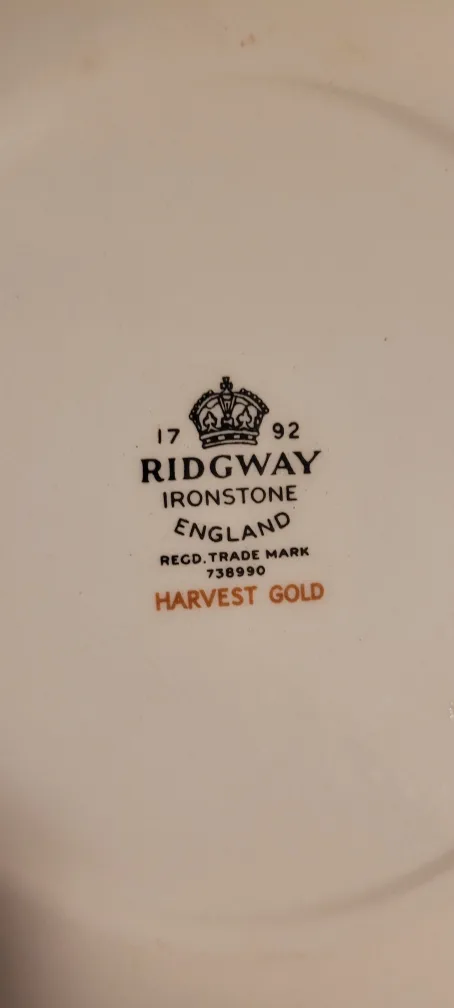 17 92
RIDGWAY
IRONSTONE
ENGLAND
REGD. TRADE MARK
738990
HARVEST GOLD